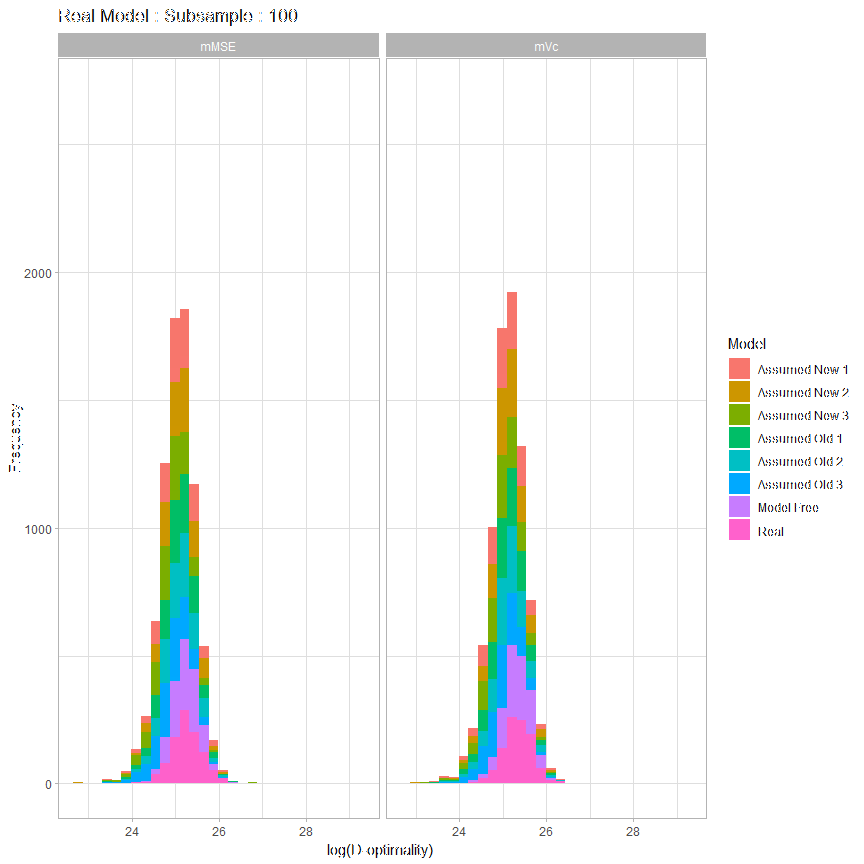 Real Model :: Subsample :: 100
mMSE
mVc
2000
1000
0
Frequency
24
26
28
24
26
28
log(D-optimality)
Model
Assumed New 1
Assumed New 2
Assumed New 3
Assumed Old 1
Assumed Old 2
Assumed Old 3
Model Free
Real